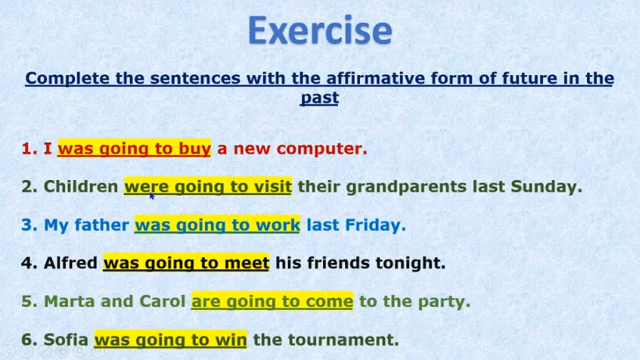 Exercise
Complete the sentences with the affirmative form of future in the
past
1. I was going to buy a new computer.
2. Children were going to visit their grandparents last Sunday.
3. My father was going to work last Friday.
4. Alfred was going to meet his friends tonight.
5. Marta and Carol are going to come to the party.
6. Sofia was going to win the tournament.